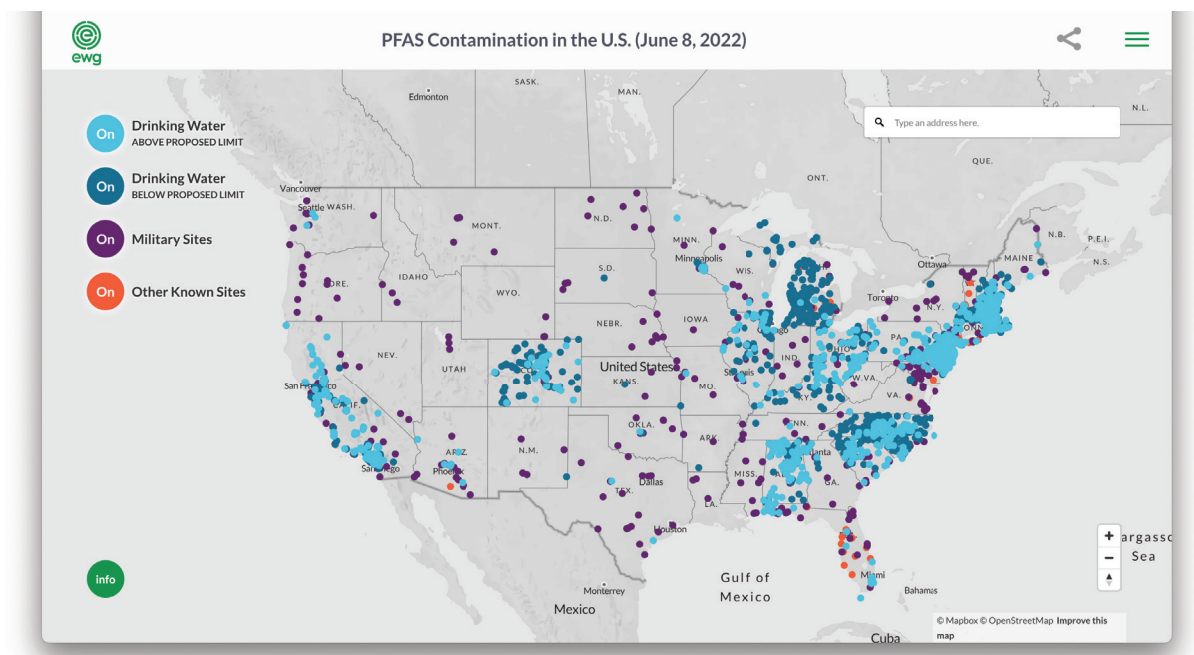 PFAS Contamination in the U.S. (June 8, 2022)
ewg
On
Drinking Water
ABOVE PROPOSED LIMIT
On
Drinking Water
BELOW PROPOSED LIMIT
On
Military Sites
On
Other Known Sites
Type an address here.
SASK.
MAN.
Edmonton
N.L.
QUE.
ONT.
Vancouver
Seattle WASH.
MONT.
N.D.
MINN.
Minneapolis
N.B.
P.E.I.
N.S.
Ottawa
MAINE
S.D.
WIS.
IDAHO
WYO.
Toronto
N.Y.
NEBR.
IOWA
PA.
NEV.
UTAH
United States
KANS.
MO.
IND.
OHIO
W.VA.
VA.
KY.
OKLA.
ARK.
N.M.
Phoenix
MISS.
GA.
Dallas
TEX.
LA.
Houston
Miami
Gulf of
Mexico
Bahamas
Monterrey
Mexico
Cuba
Sea
info
+
−
© Mapbox © OpenStreetMap Improve this
map